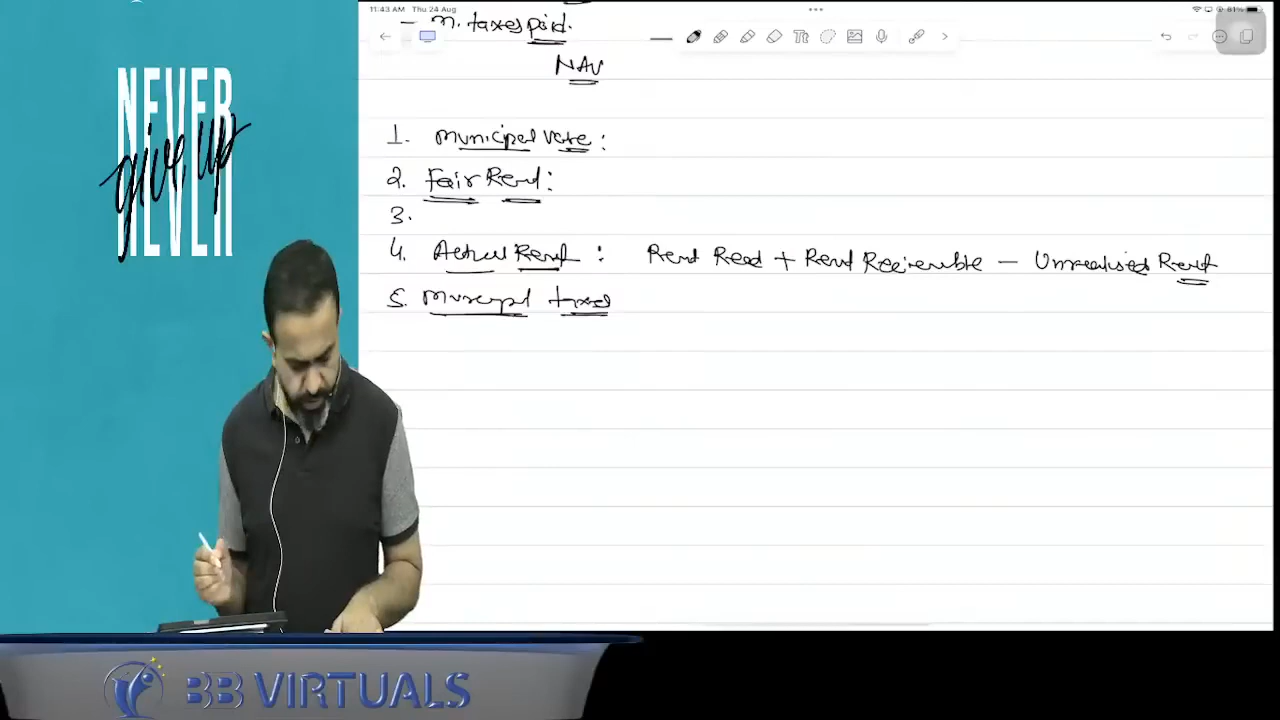 11:43 AM Thu 24 Aug
81%
- M. taxes paid.
NAV
1. Municipal Value:
2. Fair Rent:
3.
4. Actual Rent: Rent Recd + Rent Receivable - Unrealised Rent
5. Municipal taxes
NEVER
give up
NEVER
BB VIRTUALS